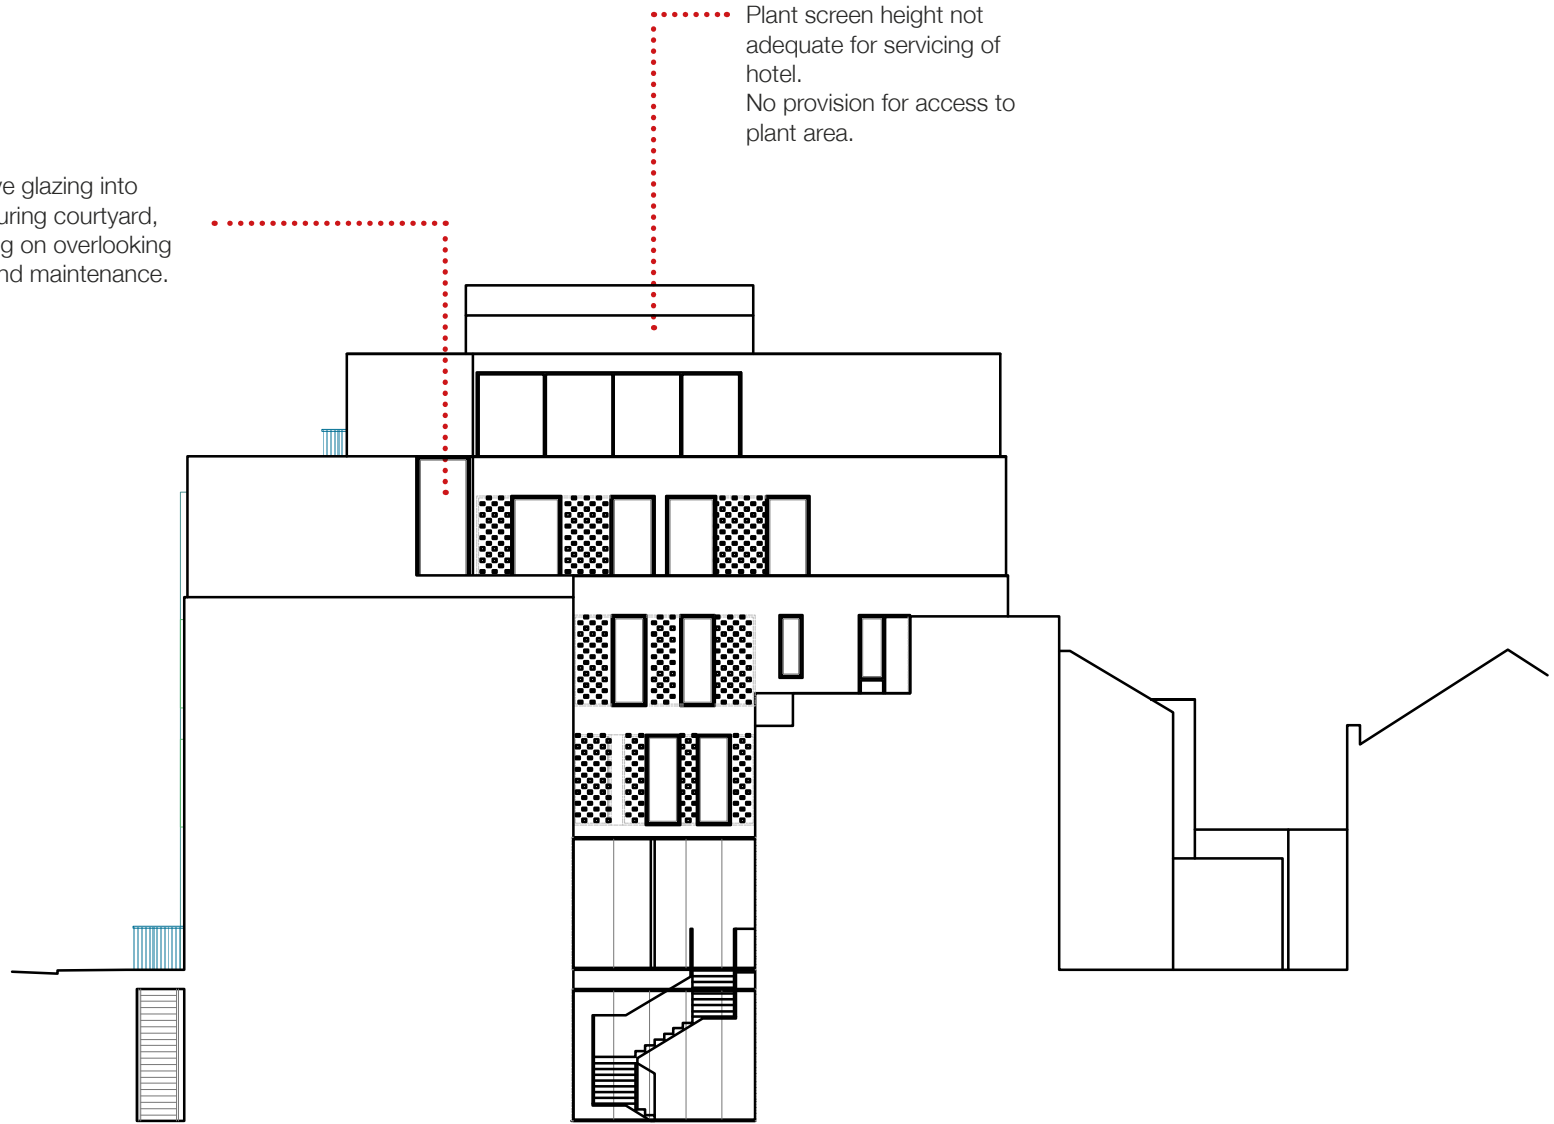 Plant screen height not
adequate for servicing of
hotel.
No provision for access to
plant area.
glazing into
courtyard,
on overlooking
maintenance.